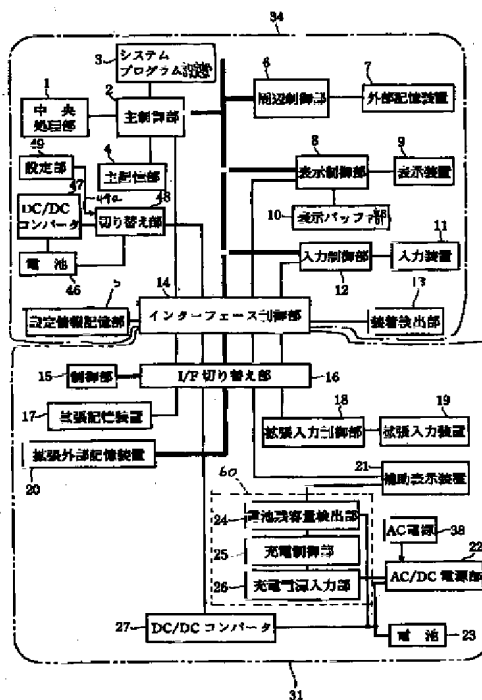 34
3
システム
プログラム
6
7
1
2
周辺制御部
外部記憶装置
中央
処理部
主制御部
49
4
8
9
設定部
主記憶部
表示制御部
表示装置
47
49a
48
DC/DC
コンバータ
切り替え部
10
表示バッファ部
11
電池
入力制御部
入力装置
46
5
14
12
13
設定情報記憶部
インターフェース制御部
装着検出部
15
制御部
I/F 切り替え部
16
17
拡張記憶装置
18
19
拡張入力制御部
拡張入力装置
拡張外部記憶装置
20
60
21
補助表示装置
24
電池残容量検出部
AC電源
38
25
充電制御部
22
26
充電電源入力部
AC/DC 電源部
27
DC/DC コンバータ
電池
23
31